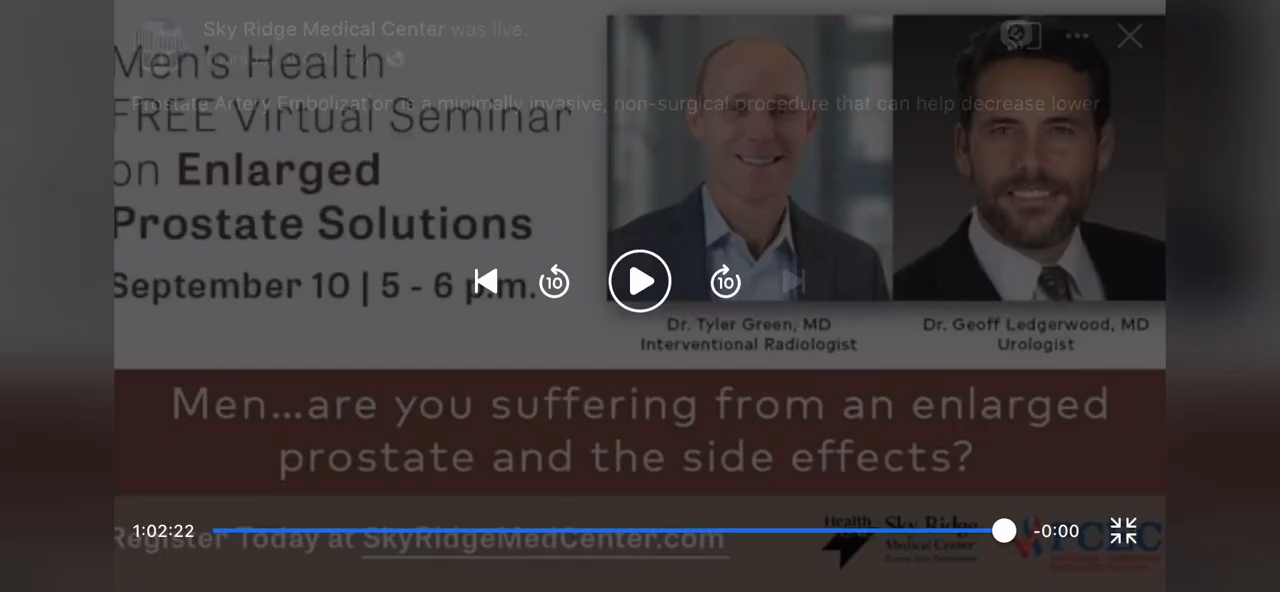 Sky Ridge Medical Center was live.
Prostate Artery Embolization is a minimally invasive, non-surgical procedure that can help decrease lower
Men's Health
FREE Virtual Seminar
on Enlarged
Prostate Solutions
September 10 | 5 - 6 p.m.
10
10
Dr. Tyler Green, MD
Interventional Radiologist
Dr. Geoff Ledgerwood, MD
Urologist
Men...are you suffering from an enlarged
prostate and the side effects?
1:02:22
-0:00
Register Today at SkyRidgeMedCenter.com
Health
Sky Ridge
Medical Center